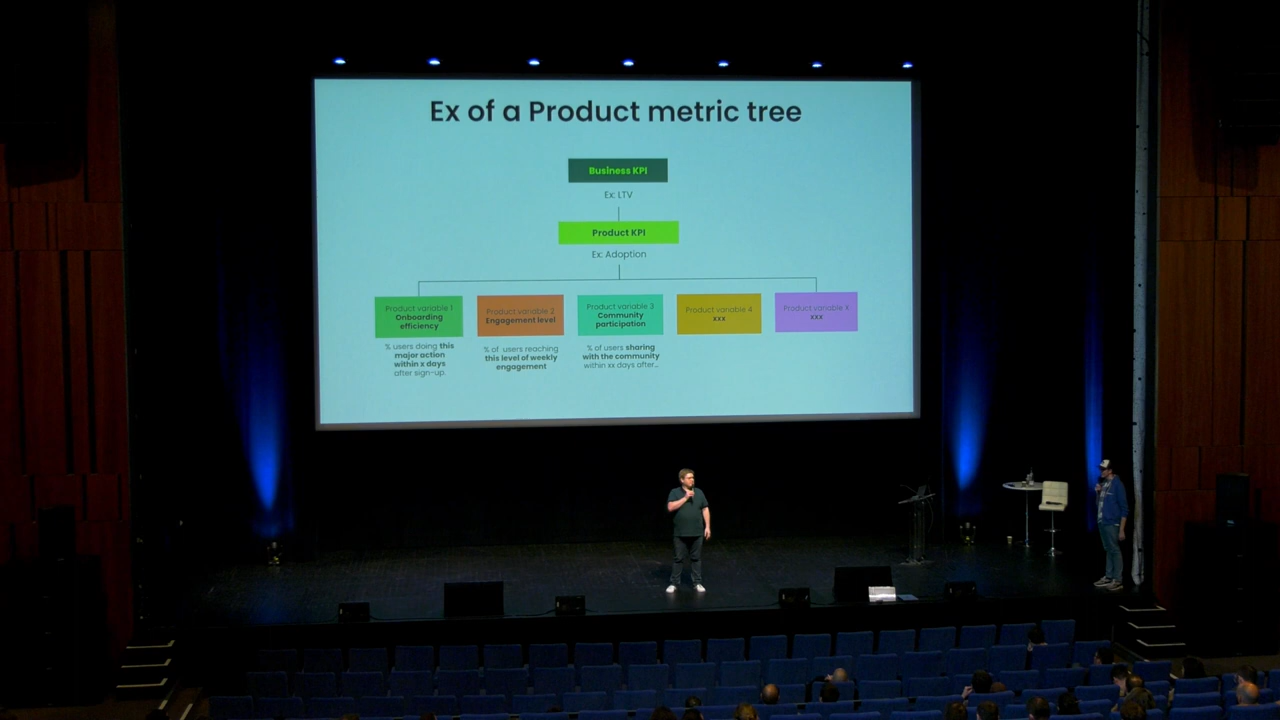 Ex of a Product metric tree
Business KPI
Ex: LTV
Product KPI
Ex: Adoption
Product variable 1
Onboarding
efficiency
% users doing this
major action
within x days
after sign-up.
Product variable 2
Engagement level
% of users reaching
this level of weekly
engagement
Product variable 3
Community
participation
% of users sharing
with the community
within xx days after...
Product variable 4
xxx
Product variable X
xxx